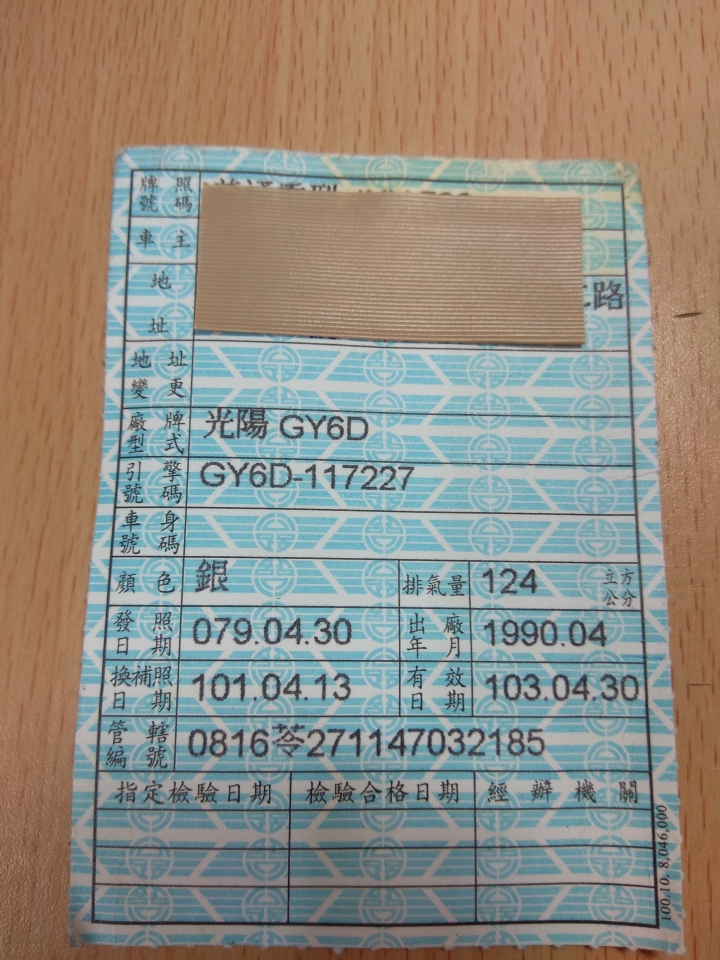 牌照號碼
車主
地址 路
地址變更
廠牌型式 光陽 GY6D
引擎號碼 GY6D-117227
車身號碼
顏色 銀 排氣量 124 立方公分
發照日期 079.04.30 出廠年月 1990.04
換補照日期 101.04.13 有效日期 103.04.30
管轄編號 0816苓271147032185
指定檢驗日期 檢驗合格日期 經辦機關
100.10. 8,046,000